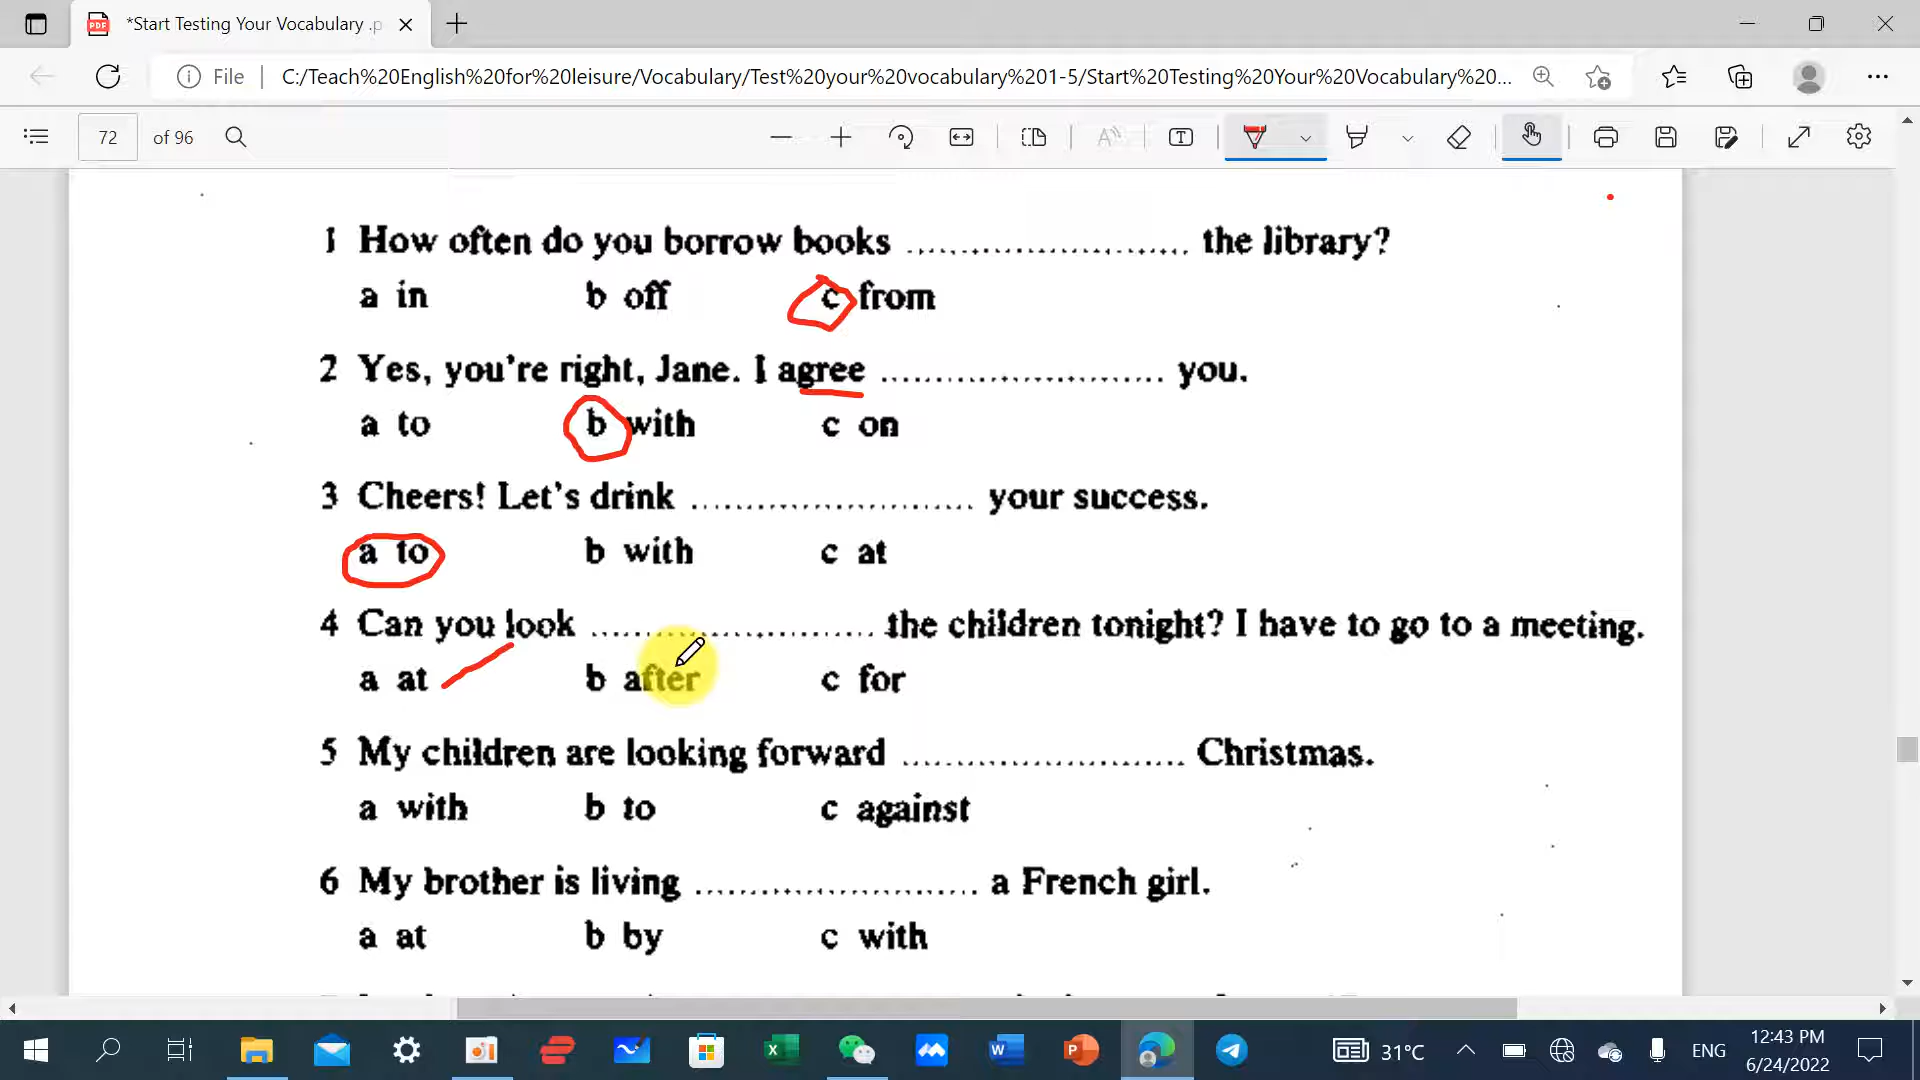 *Start Testing Your Vocabulary .p
File
C:/Teach%20English%20for%20leisure/Vocabulary/Test%20your%20vocabulary%201-5/Start%20Testing%20Your%20Vocabulary%20...
72 of 96
1 How often do you borrow books .............................. the library?
a in b off c from
2 Yes, you're right, Jane. I agree .............................. you.
a to b with c on
3 Cheers! Let's drink .............................. your success.
a to b with c at
4 Can you look .............................. the children tonight? I have to go to a meeting.
a at b after c for
5 My children are looking forward .............................. Christmas.
a with b to c against
6 My brother is living .............................. a French girl.
a at b by c with
31°C
ENG
12:43 PM
6/24/2022